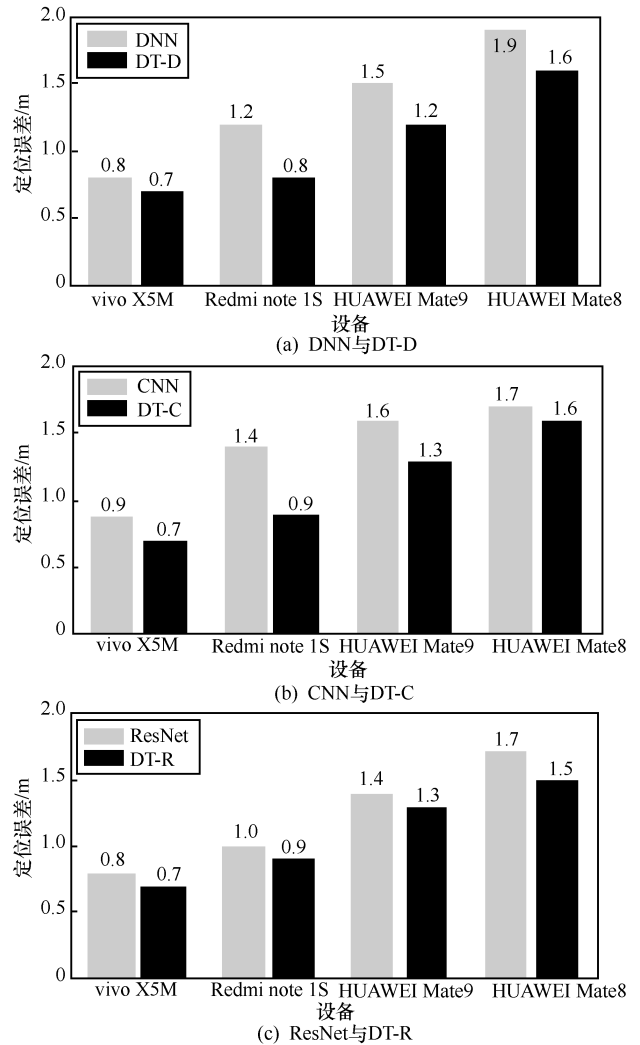 2.0
DNN
DT-D
1.9
1.6
1.5
1.5
1.2
1.2
1.0
0.8
0.7
0.8
0.5
0
定位误差/m
vivo X5M Redmi note 1S HUAWEI Mate9 HUAWEI Mate8
设备
(a) DNN与DT-D
2.0
CNN
DT-C
1.7
1.6
1.6
1.5
1.4
1.3
1.0
0.9
0.7
0.9
0.5
0
定位误差/m
vivo X5M Redmi note 1S HUAWEI Mate9 HUAWEI Mate8
设备
(b) CNN与DT-C
2.0
ResNet
DT-R
1.7
1.5
1.5
1.4
1.3
1.0
1.0
0.9
0.8
0.7
0.5
0
定位误差/m
vivo X5M Redmi note 1S HUAWEI Mate9 HUAWEI Mate8
设备
(c) ResNet与DT-R